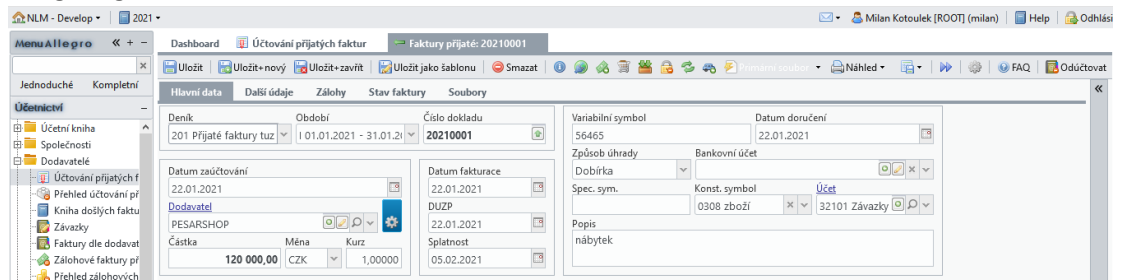 NLM - Develop 2021 Milan Kotoulek [ROOT] (milan) Help Odhlási
MenuAllegro « + −
Dashboard Účtování přijatých faktur Faktury přijaté: 20210001
Uložit Uložit+nový Uložit+zavřít Uložit jako šablonu Smazat Primární soubor Náhled FAQ Odúčtovat
Jednoduché Kompletní
Hlavní data Další údaje Zálohy Stav faktury Soubory «
Účetnictví −
Účetní kniha
Společnosti
Dodavatelé
Účtování přijatých f
Přehled účtování př
Kniha došlých faktu
Závazky
Faktury dle dodavat
Zálohové faktury př
Přehled zálohových
Deník Období Číslo dokladu
201 Přijaté faktury tuz I 01.01.2021 - 31.01.2( 20210001
Datum zaúčtování
22.01.2021
Dodavatel
PESARSHOP
Částka Měna Kurz
120 000,00 CZK 1,00000
Datum fakturace
22.01.2021
DUZP
22.01.2021
Splatnost
05.02.2021
Variabilní symbol Datum doručení
56465 22.01.2021
Způsob úhrady Bankovní účet
Dobírka
Spec. sym. Konst. symbol Účet
0308 zboží 32101 Závazky
Popis
nábytek